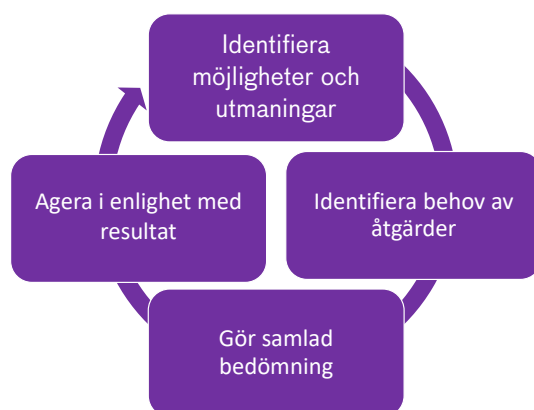 Identifiera
möjligheter och
utmaningar
Identifiera behov av
åtgärder
Gör samlad
bedömning
Agera i enlighet med
resultat